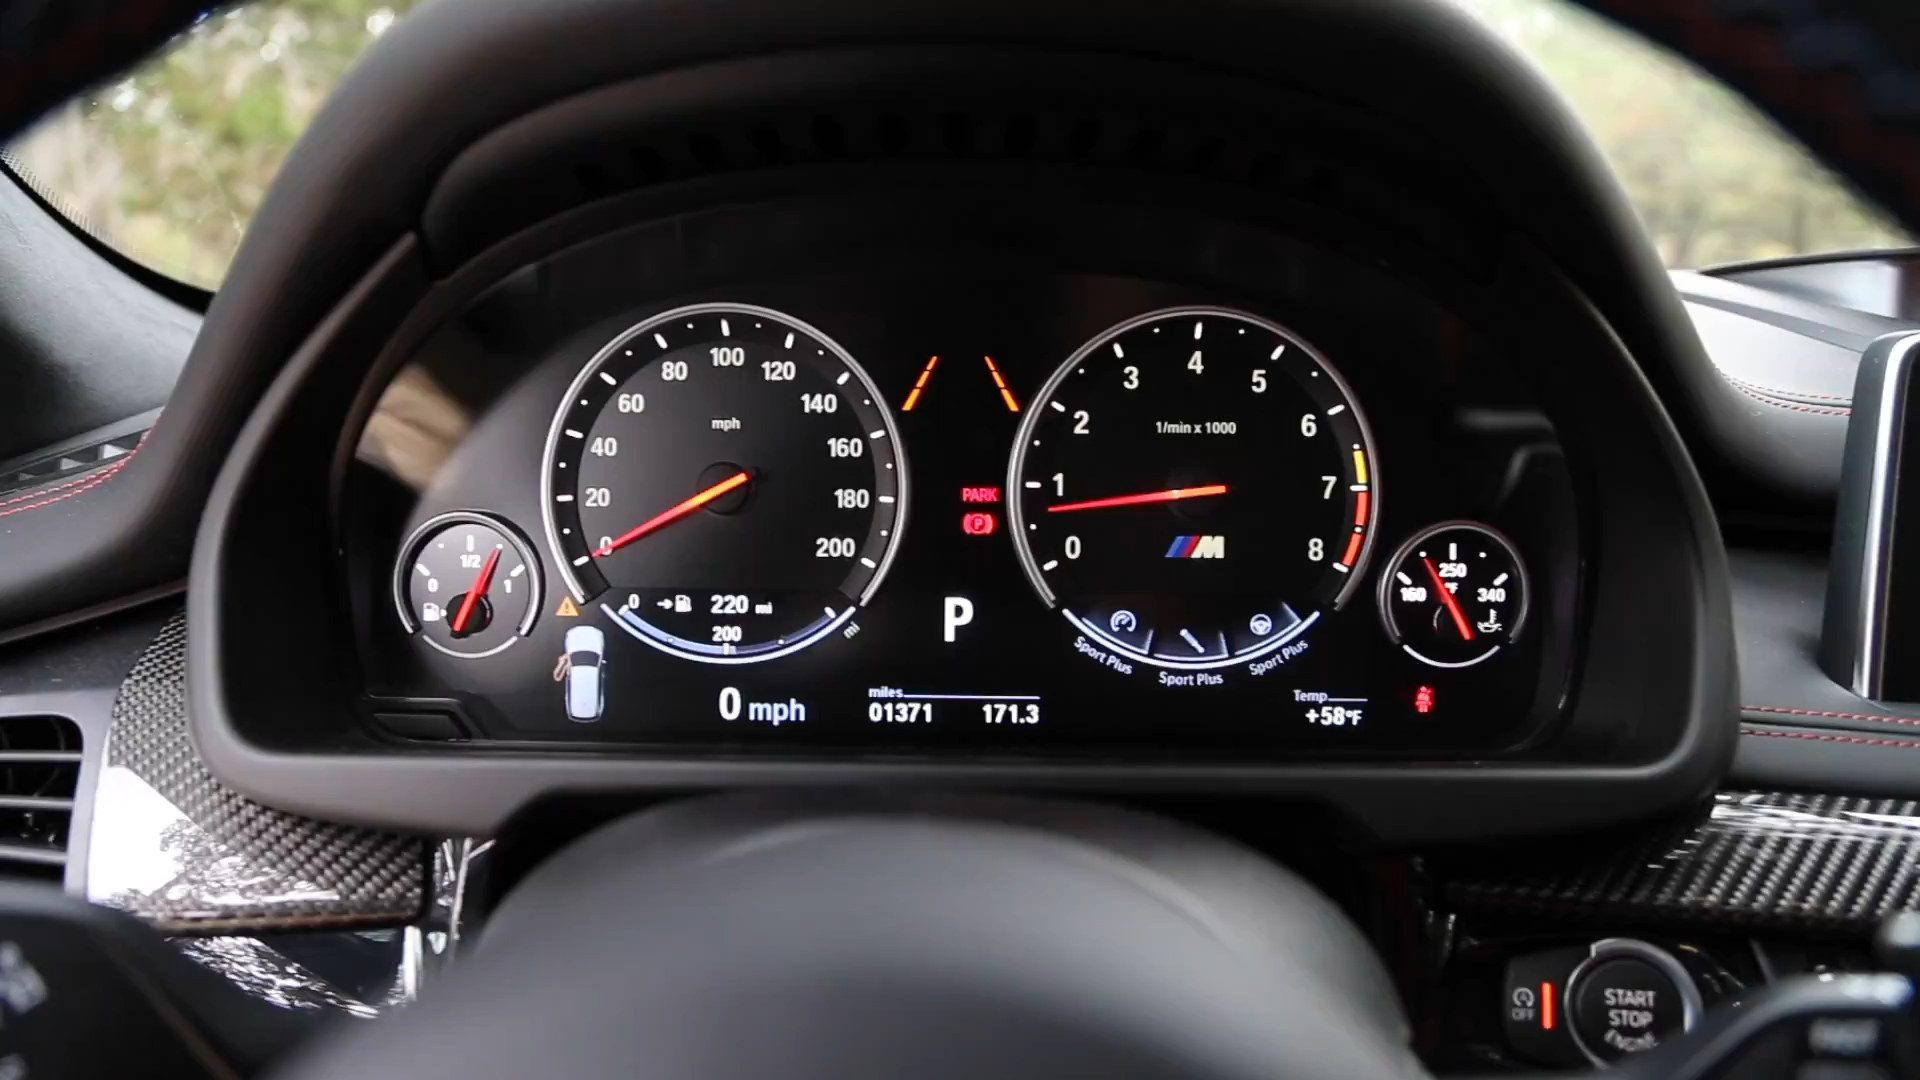 80 100 120
60 140
40 mph 160
20 180
0 200
0 220 mi
200 mi
0 1/2 1
0 mph
PARK
P
P
miles
01371 171.3
3 4 5
2 1/min x 1000 6
1 7
0 M 8
Sport Plus Sport Plus Sport Plus
160 250 340
°F
Temp
+58°F
A
OFF
START
STOP
ENGINE